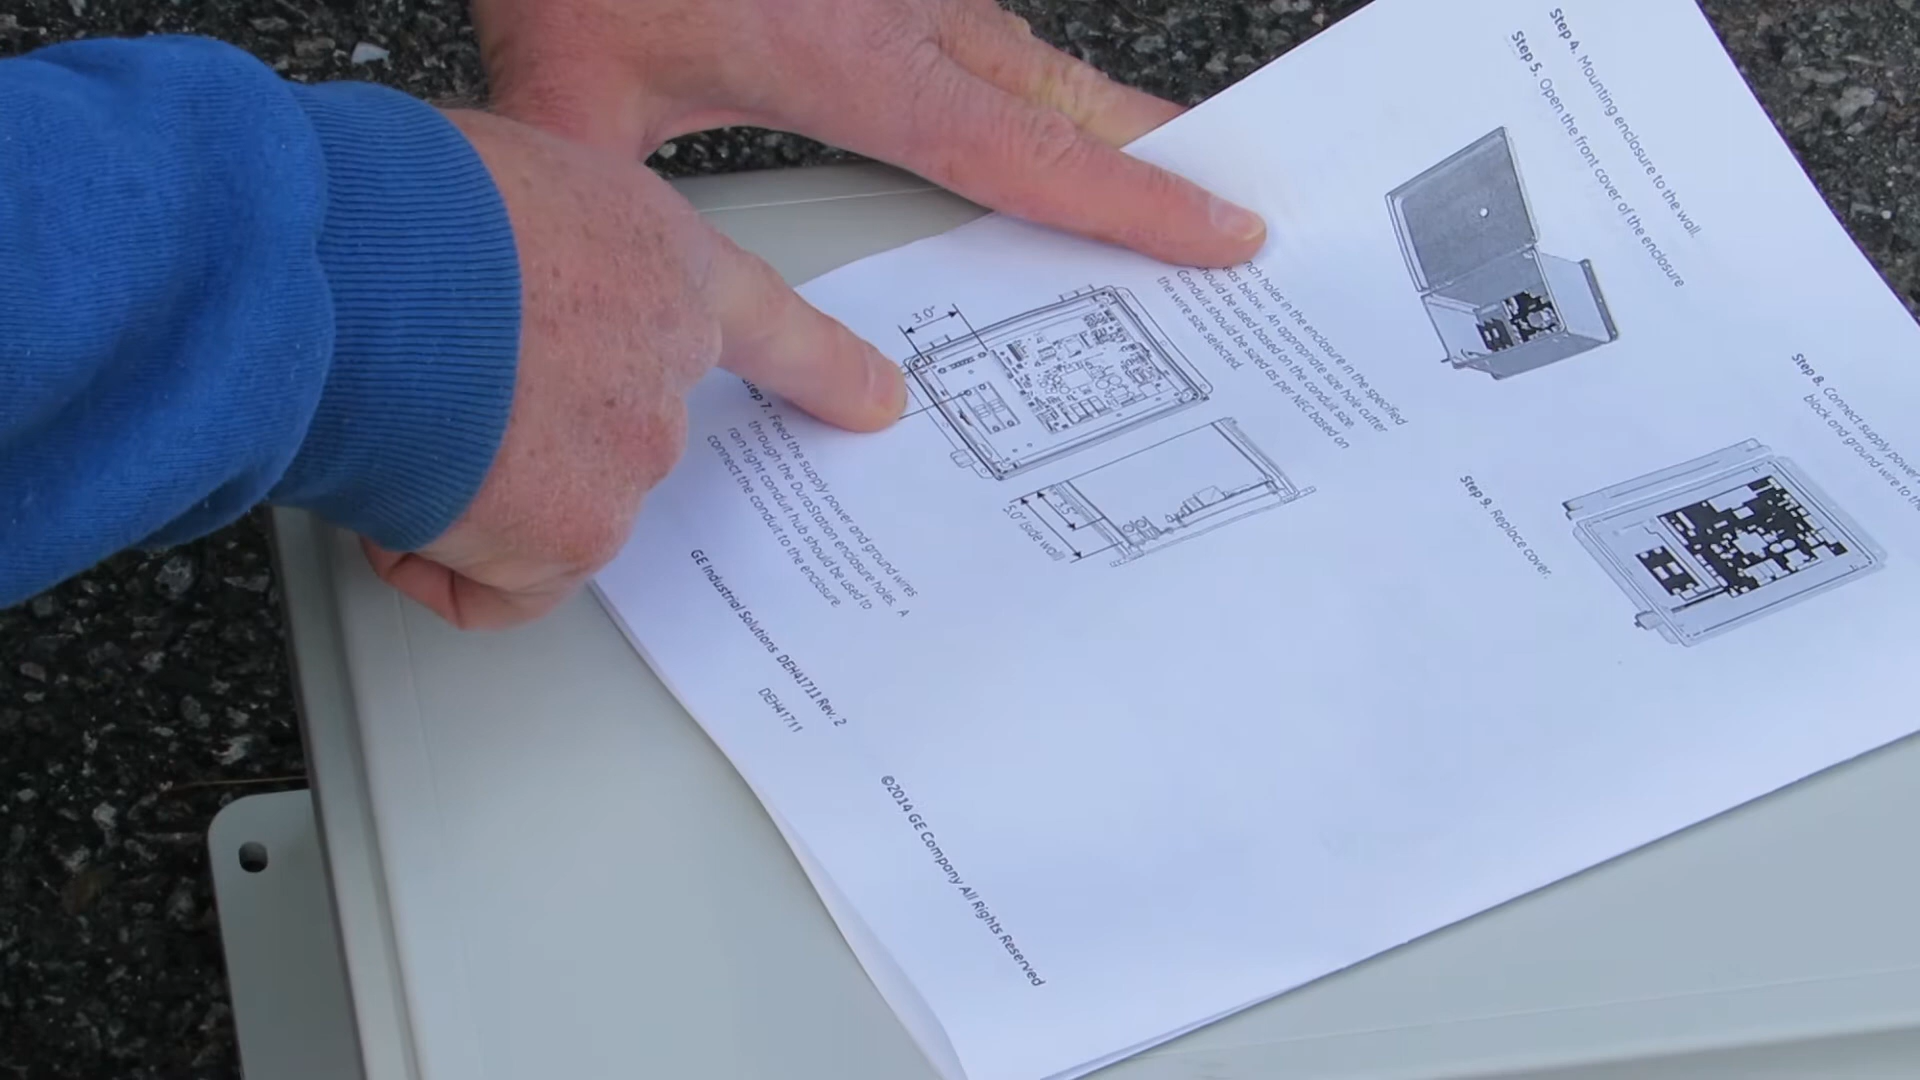 Step 4. Mounting enclosure to the wall.
Step 5. Open the front cover of the enclosure
holes in the enclosure in the specified
below. An appropriate size hole cutter
should be used based on the conduit size.
Conduit should be sized as per NEC based on
the wire size selected.
3.0"
3.5"
5.0" iside wall
Step 7. Feed the supply power and ground wires
through the DuraStation enclosure holes. A
rain tight conduit hub should be used to
connect the conduit to the enclosure.
Step 8. Connect supply power
block and ground wire to
Step 9. Replace cover.
GE Industrial Solutions DEH41711 Rev. 2
DEH41711
©2014 GE Company All Rights Reserved